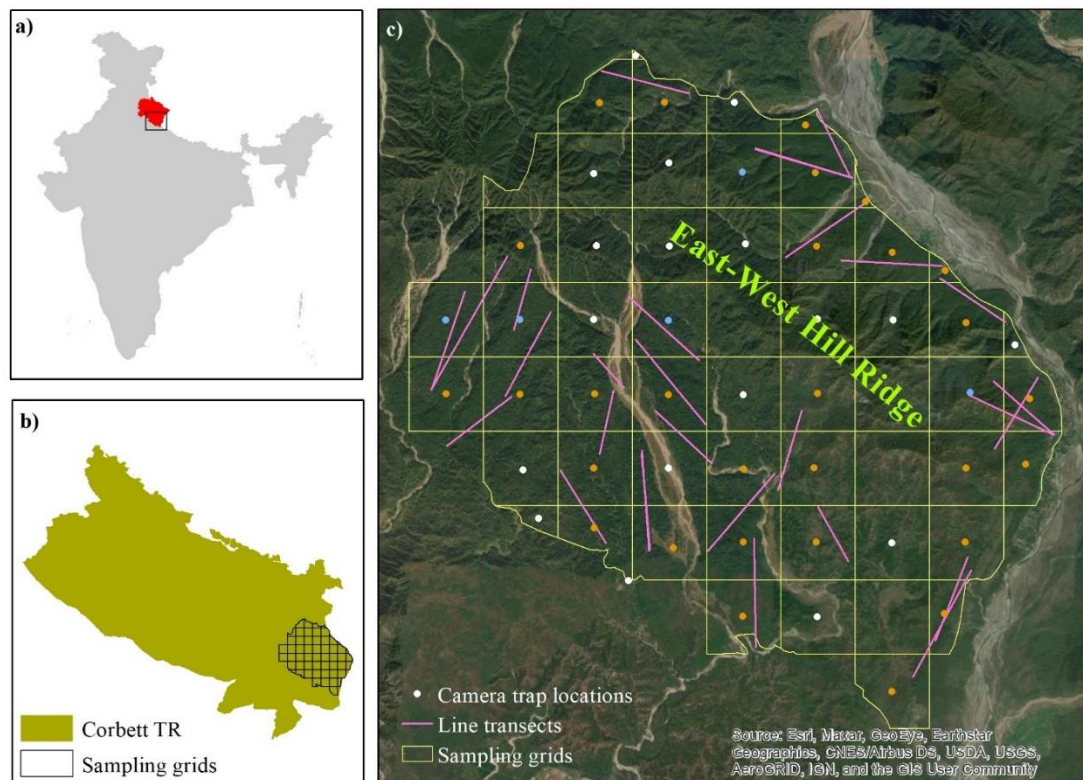 a)
b)
Corbett TR
Sampling grids
c)
East-West Hill Ridge
Camera trap locations
Line transects
Sampling grids
Source: Esri, Maxar, GeoEye, Earthstar
Geographics, CNES/Airbus DS, USDA, USGS,
AeroGRID, IGN, and the GIS User Community